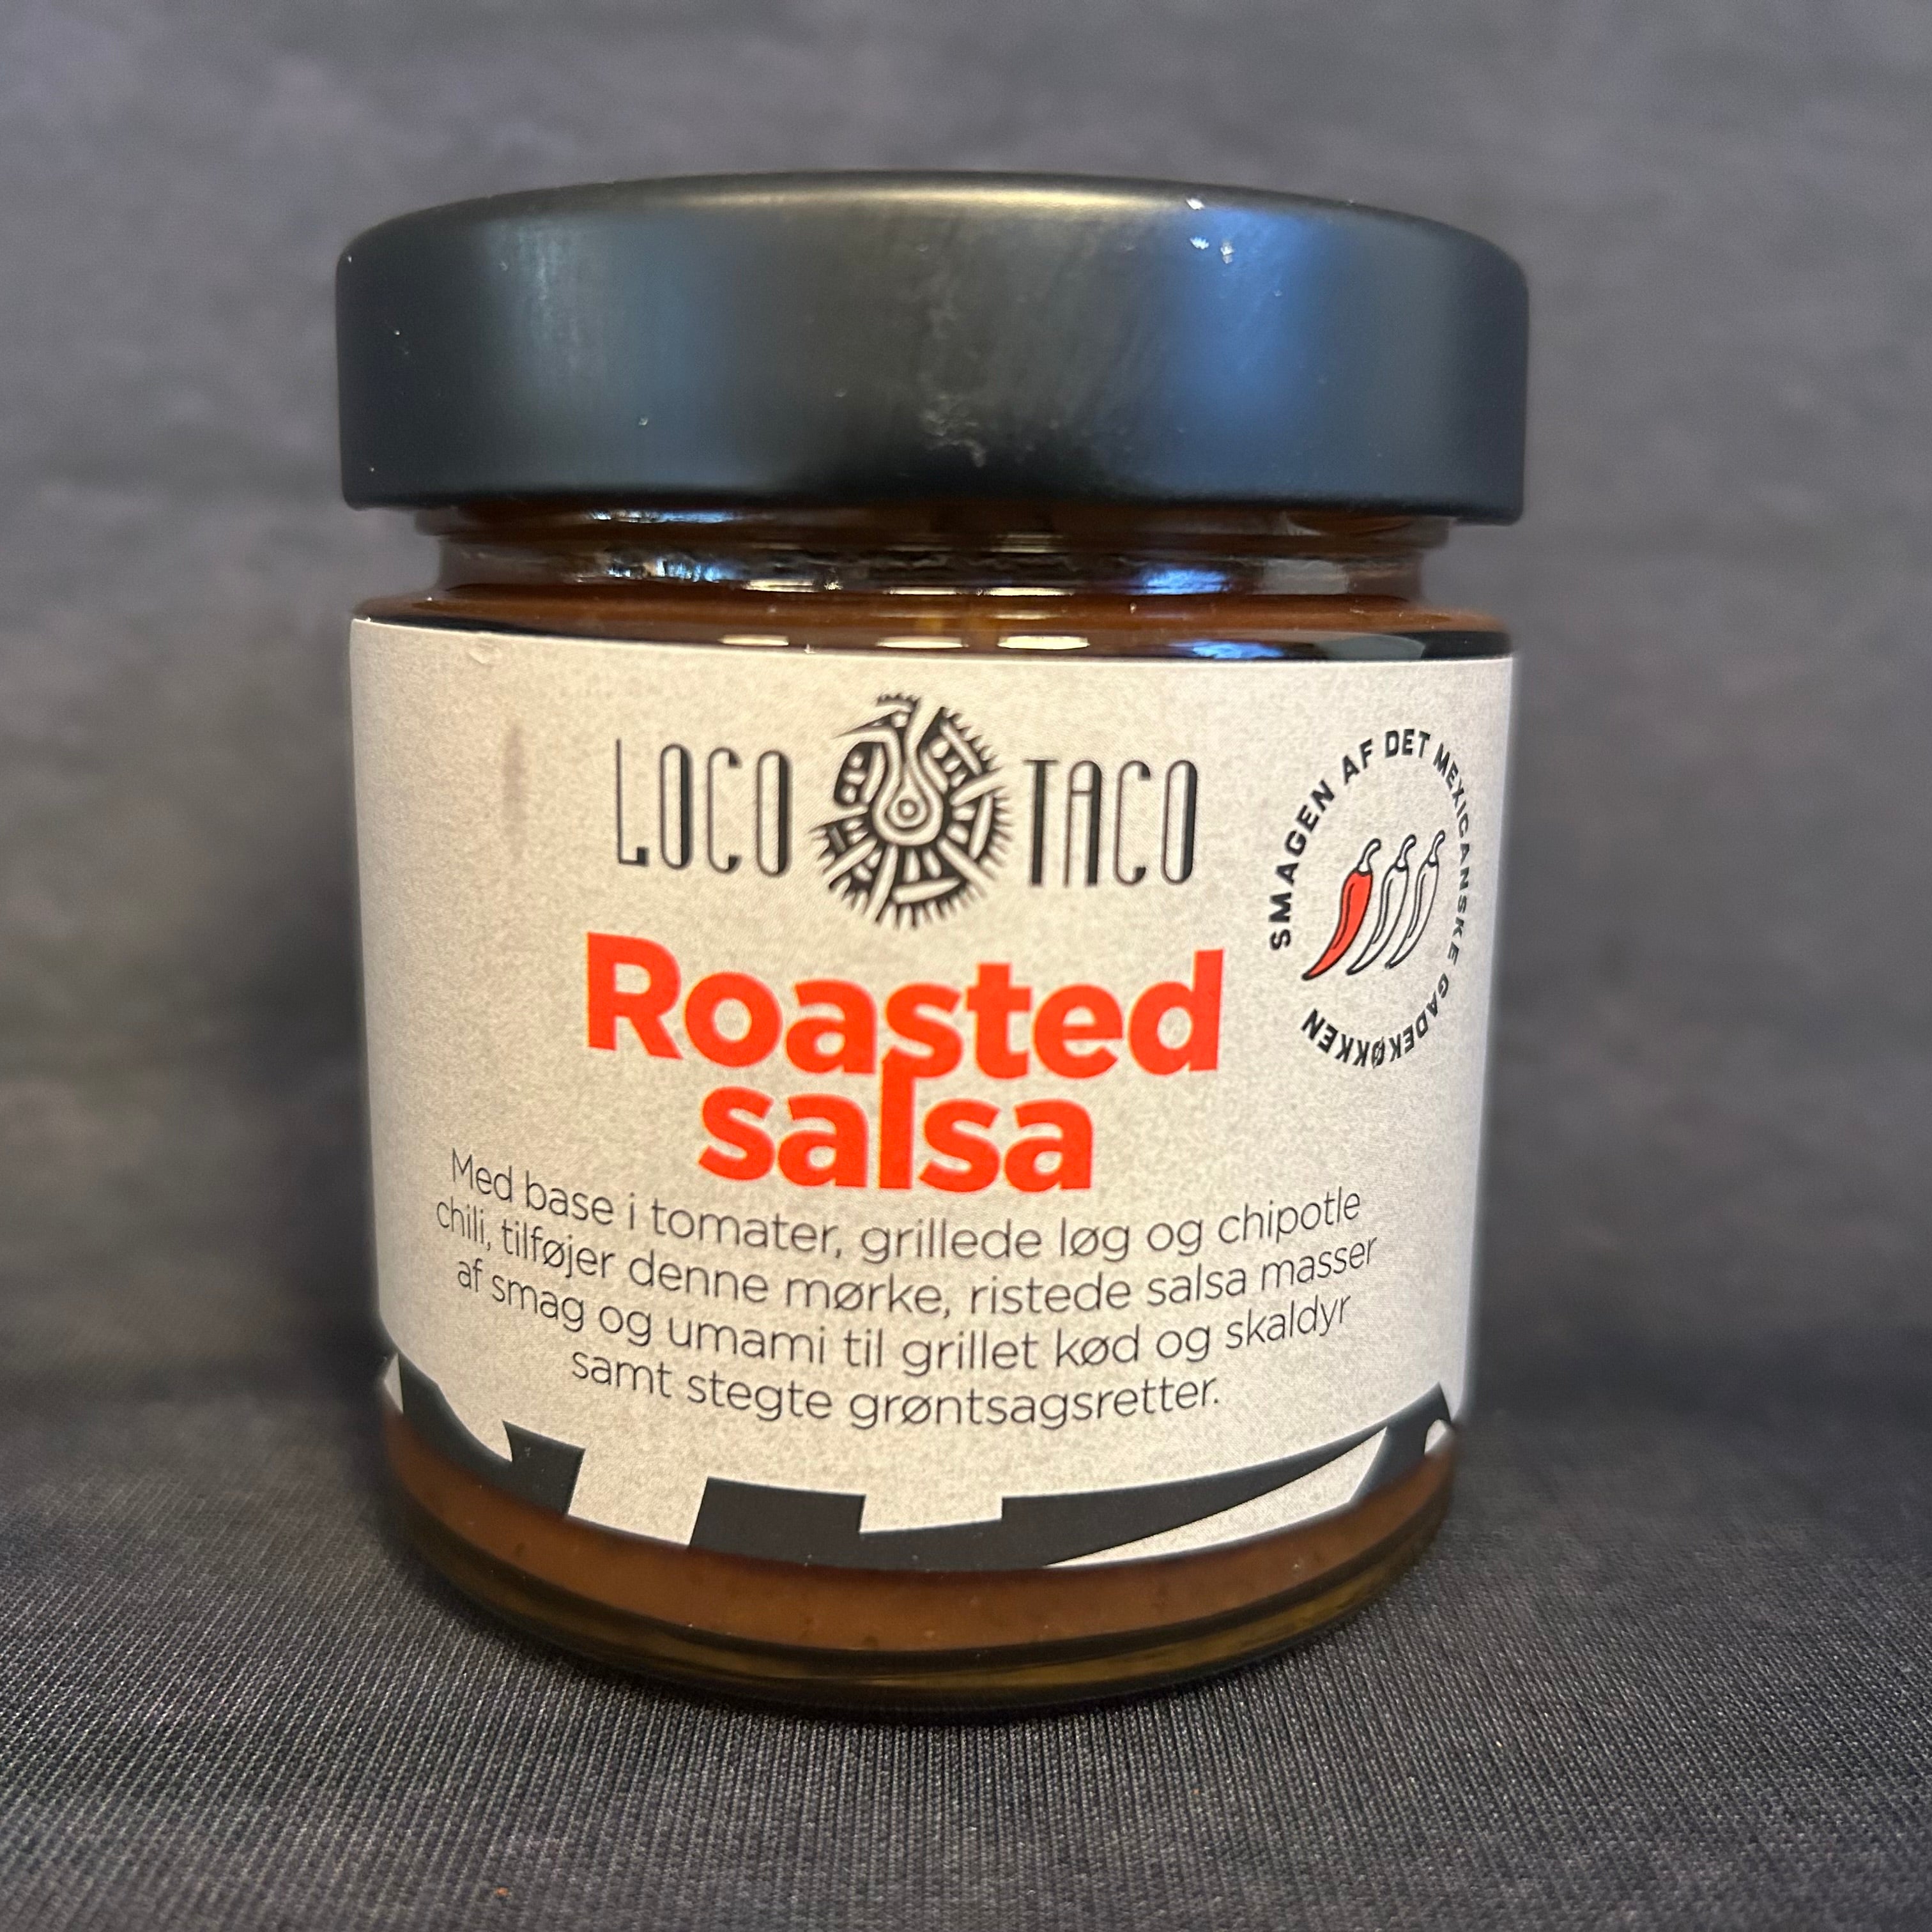 LOCO TACO
SMAGEN AF DET MEXICANSKE GADEKØKKEN
Roasted
salsa
Med base i tomater, grillede løg og chipotle
chili, tilføjer denne mørke, ristede salsa masser
af smag og umami til grillet kød og skaldyr
samt stegte grøntsagsretter.